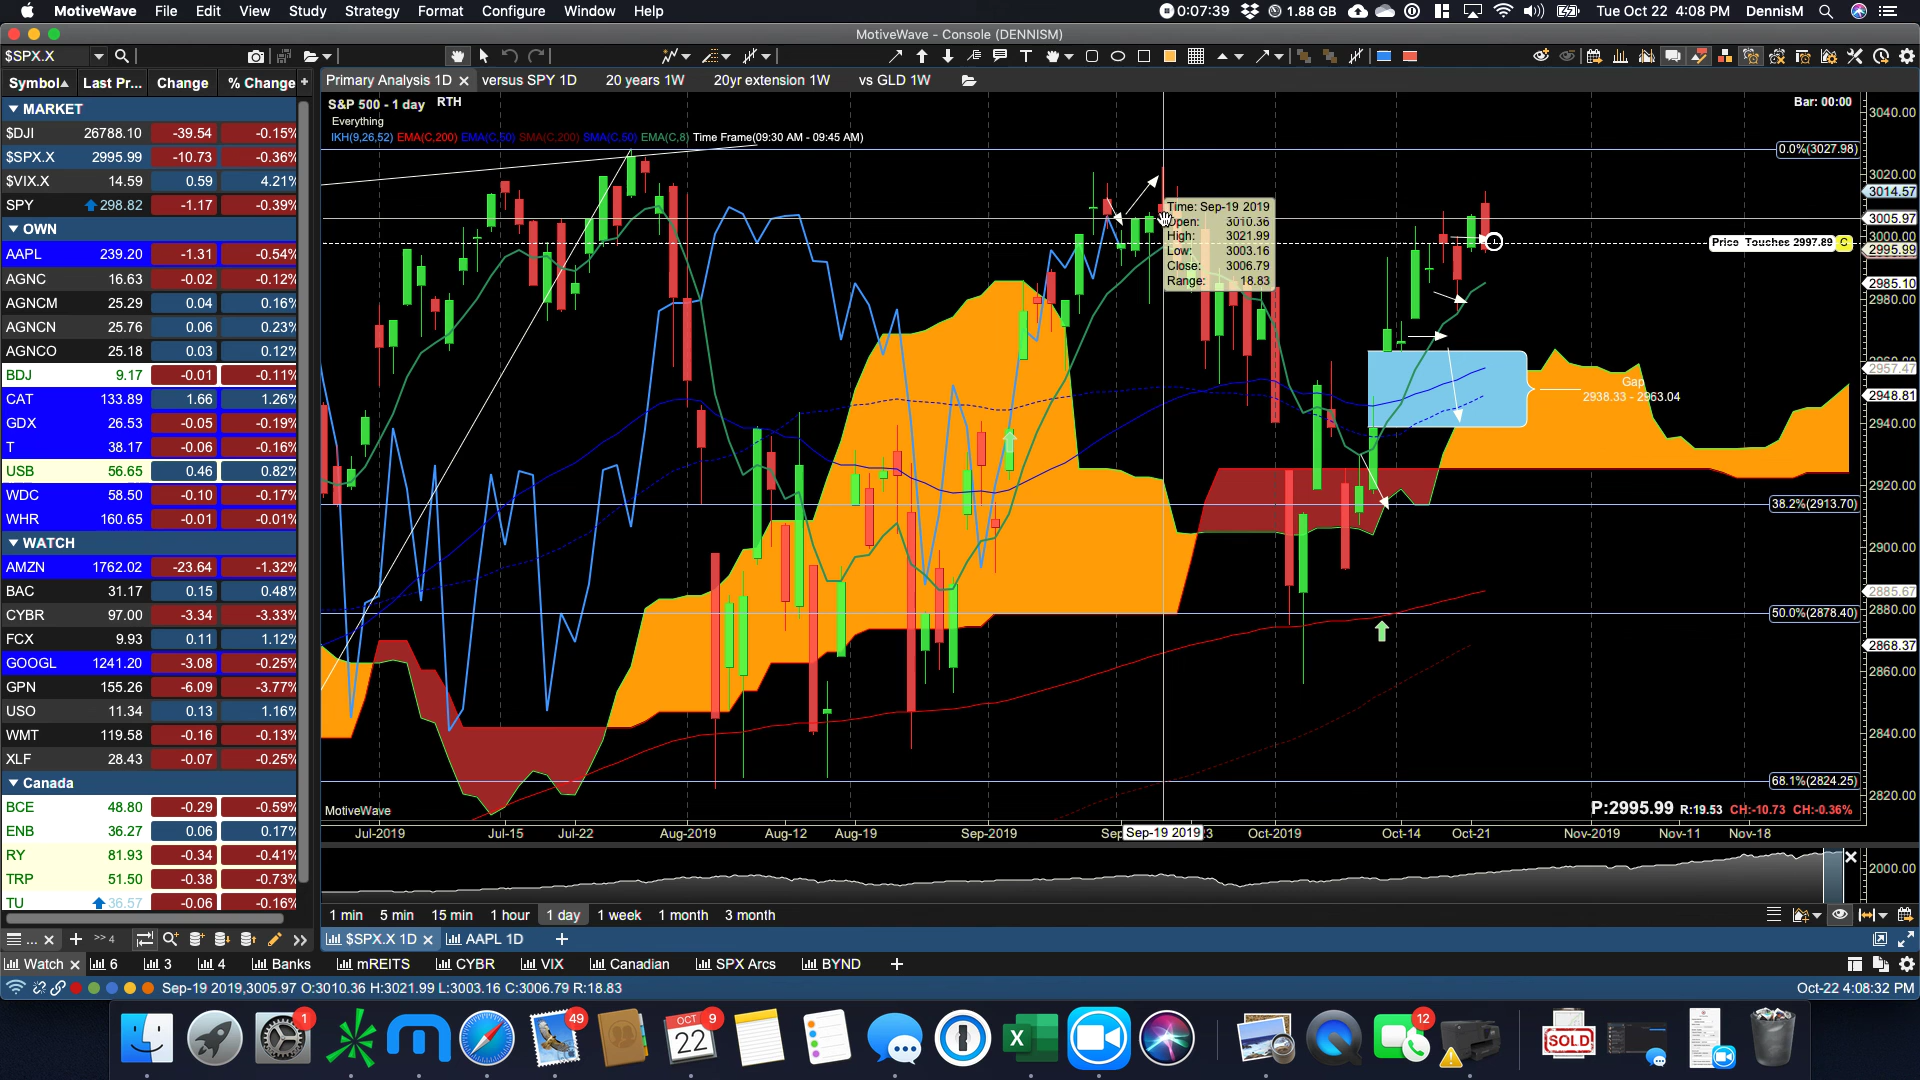 MotiveWave File Edit View Study Strategy Format Configure Window Help
0:07:39 1.88 GB Tue Oct 22 4:08 PM DennisM
MotiveWave - Console (DENNISM)
$SPX.X
Symbol Last Pr... Change % Change
Primary Analysis 1D versus SPY 1D 20 years 1W 20yr extension 1W vs GLD 1W
MARKET
$DJI 26788.10 -39.54 -0.15%
$SPX.X 2995.99 -10.73 -0.36%
$VIX.X 14.59 0.59 4.21%
SPY 298.82 -1.17 -0.39%
OWN
AAPL 239.20 -1.31 -0.54%
AGNC 16.63 -0.02 -0.12%
AGNCM 25.29 0.04 0.16%
AGNCN 25.76 0.06 0.23%
AGNCO 25.18 0.03 0.12%
BDJ 9.17 -0.01 -0.11%
CAT 133.89 1.66 1.26%
GDX 26.53 -0.05 -0.19%
T 38.17 -0.06 -0.16%
USB 56.65 0.46 0.82%
WDC 58.50 -0.10 -0.17%
WHR 160.65 -0.01 -0.01%
WATCH
AMZN 1762.02 -23.64 -1.32%
BAC 31.17 0.15 0.48%
CYBR 97.00 -3.34 -3.33%
FCX 9.93 0.11 1.12%
GOOGL 1241.20 -3.08 -0.25%
GPN 155.26 -6.09 -3.77%
USO 11.34 0.13 1.16%
WMT 119.58 -0.16 -0.13%
XLF 28.43 -0.07 -0.25%
Canada
BCE 48.80 -0.29 -0.59%
ENB 36.27 0.06 0.17%
RY 81.93 -0.34 -0.41%
TRP 51.50 -0.38 -0.73%
TU 36.57 -0.06 -0.16%
S&P 500 - 1 day RTH
Bar: 00:00
Everything
IKH(9,26,52) EMA(C,200) EMA(C,50) SMA(C,200) SMA(C,50) EMA(C,8) Time Frame(09:30 AM - 09:45 AM)
Time: Sep-19 2019
Open: 3010.36
High: 3021.99
Low: 3003.16
Close: 3006.79
Range: 18.83
3040.00
0.0%(3027.98)
3020.00
3014.57
3005.97
3000.00
Price Touches 2997.89 C
2995.99
2985.10
2980.00
2957.47
Gap
2938.33 - 2963.04
2948.81
2940.00
2920.00
38.2%(2913.70)
2900.00
2885.67
2880.00
50.0%(2878.40)
2868.37
2860.00
2840.00
68.1%(2824.25)
2820.00
MotiveWave
P:2995.99 R:19.53 CH:-10.73 CH:-0.36%
Jul-2019 Jul-15 Jul-22 Aug-2019 Aug-12 Aug-19 Sep-2019 Sep-19 2019 Oct-2019 Oct-14 Oct-21 Nov-2019 Nov-11 Nov-18
2000.00
1 min 5 min 15 min 1 hour 1 day 1 week 1 month 3 month
$SPX.X 1D AAPL 1D
Watch 6 3 4 Banks mREITS CYBR VIX Canadian SPX Arcs BYND
Sep-19 2019,3005.97 O:3010.36 H:3021.99 L:3003.16 C:3006.79 R:18.83
Oct-22 4:08:32 PM
1 49 OCT 22 9 12 SOLD